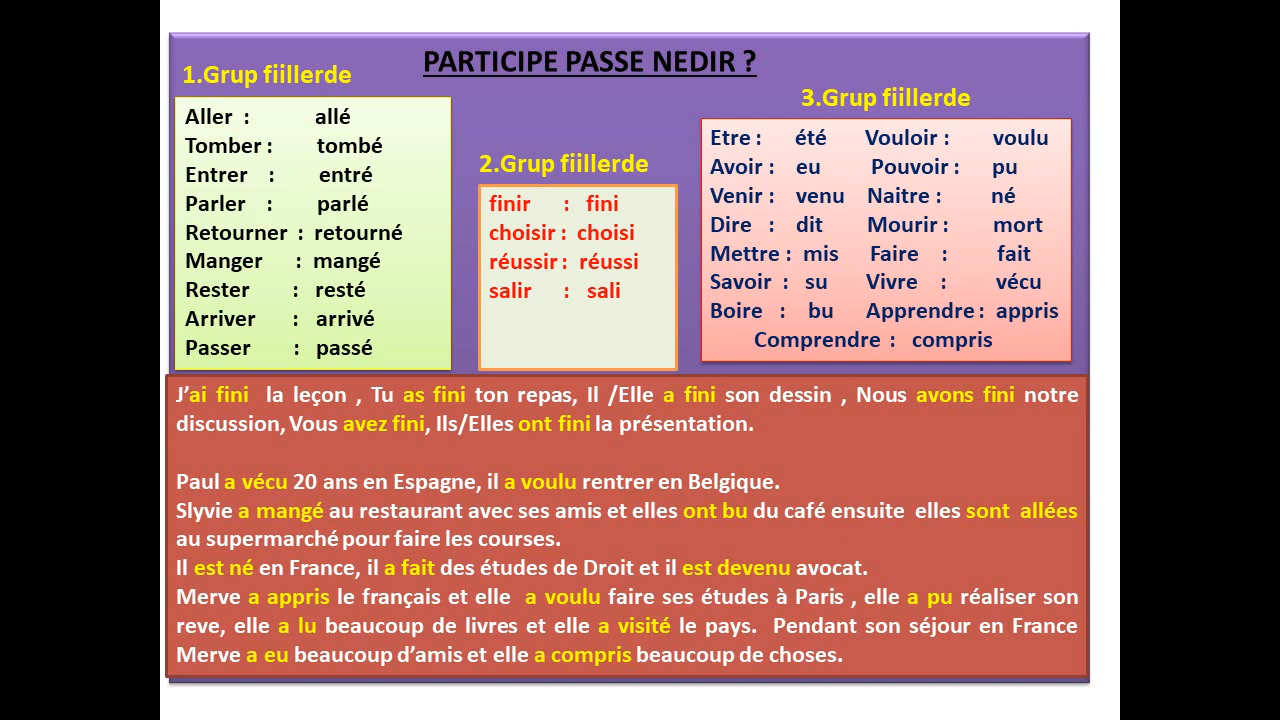 PARTICIPE PASSE NEDIR ?
1.Grup fiillerde
Aller : allé
Tomber : tombé
Entrer : entré
Parler : parlé
Retourner : retourné
Manger : mangé
Rester : resté
Arriver : arrivé
Passer : passé
2.Grup fiillerde
finir : fini
choisir : choisi
réussir : réussi
salir : sali
3.Grup fiillerde
Etre : été Vouloir : voulu
Avoir : eu Pouvoir : pu
Venir : venu Naitre : né
Dire : dit Mourir : mort
Mettre : mis Faire : fait
Savoir : su Vivre : vécu
Boire : bu Apprendre : appris
Comprendre : compris
J’ai fini la leçon , Tu as fini ton repas, Il /Elle a fini son dessin , Nous avons fini notre
discussion, Vous avez fini, Ils/Elles ont fini la présentation.
Paul a vécu 20 ans en Espagne, il a voulu rentrer en Belgique.
Slyvie a mangé au restaurant avec ses amis et elles ont bu du café ensuite elles sont allées
au supermarché pour faire les courses.
Il est né en France, il a fait des études de Droit et il est devenu avocat.
Merve a appris le français et elle a voulu faire ses études à Paris , elle a pu réaliser son
reve, elle a lu beaucoup de livres et elle a visité le pays. Pendant son séjour en France
Merve a eu beaucoup d’amis et elle a compris beaucoup de choses.